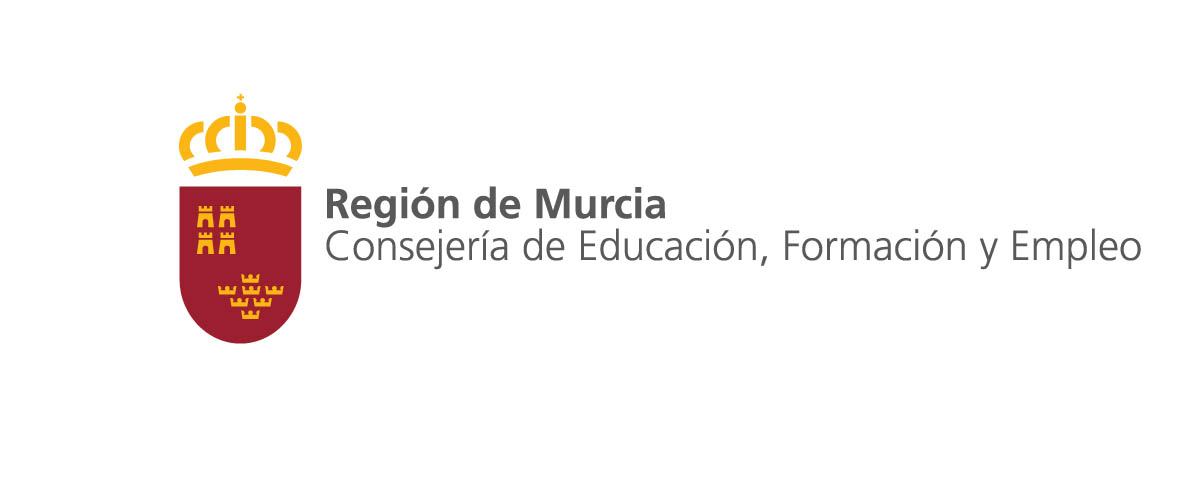 Región de Murcia
Consejería de Educación, Formación y Empleo